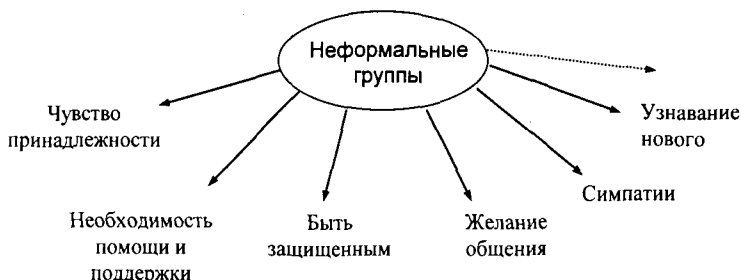 Неформальные
группы
Чувство
принадлежности
Необходимость
помощи и
поддержки
Быть
защищенным
Желание
общения
Симпатии
Узнавание
нового